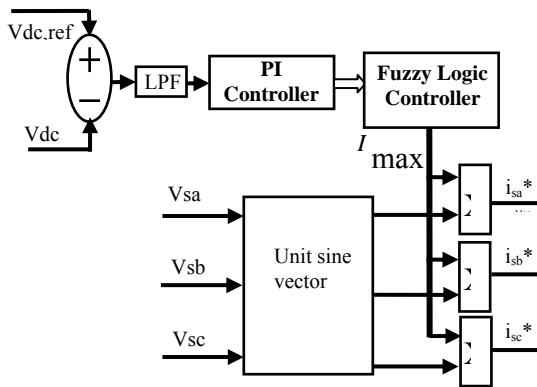 Vdc,ref
+
−
Vdc
LPF
PI
Controller
Fuzzy Logic
Controller
I max
Vsa
Vsb
Vsc
Unit sine
vector
Σ
Σ
Σ
isa*
isb*
isc*